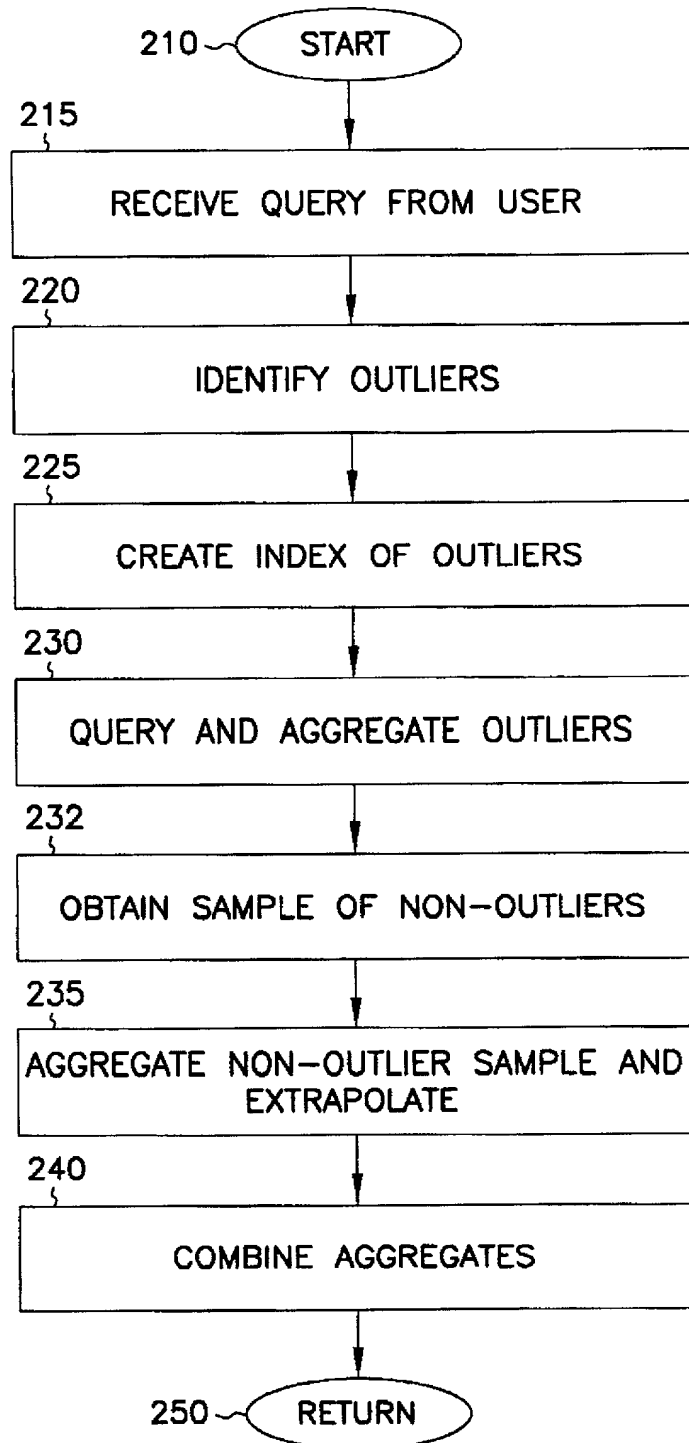 210 START
215
RECEIVE QUERY FROM USER
220
IDENTIFY OUTLIERS
225
CREATE INDEX OF OUTLIERS
230
QUERY AND AGGREGATE OUTLIERS
232
OBTAIN SAMPLE OF NON-OUTLIERS
235
AGGREGATE NON-OUTLIER SAMPLE AND
EXTRAPOLATE
240
COMBINE AGGREGATES
250 RETURN